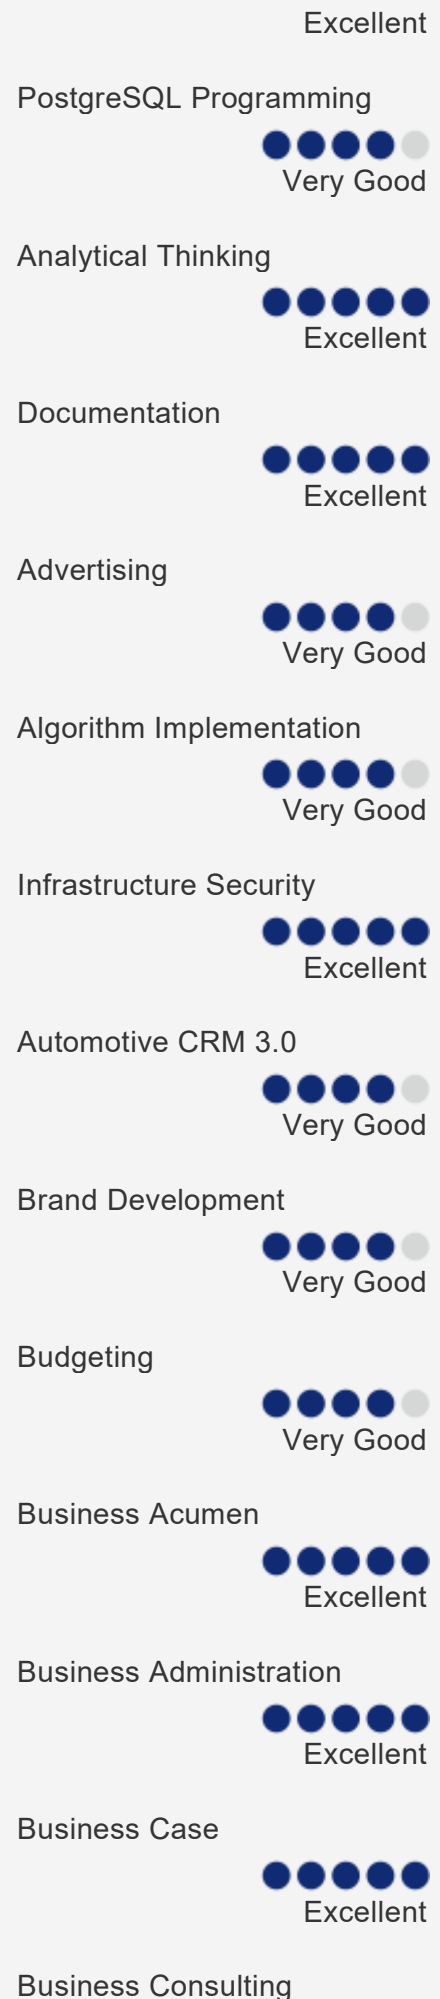 Excellent
PostgreSQL Programming
Very Good
Analytical Thinking
Excellent
Documentation
Excellent
Advertising
Very Good
Algorithm Implementation
Very Good
Infrastructure Security
Excellent
Automotive CRM 3.0
Very Good
Brand Development
Very Good
Budgeting
Very Good
Business Acumen
Excellent
Business Administration
Excellent
Business Case
Excellent
Business Consulting